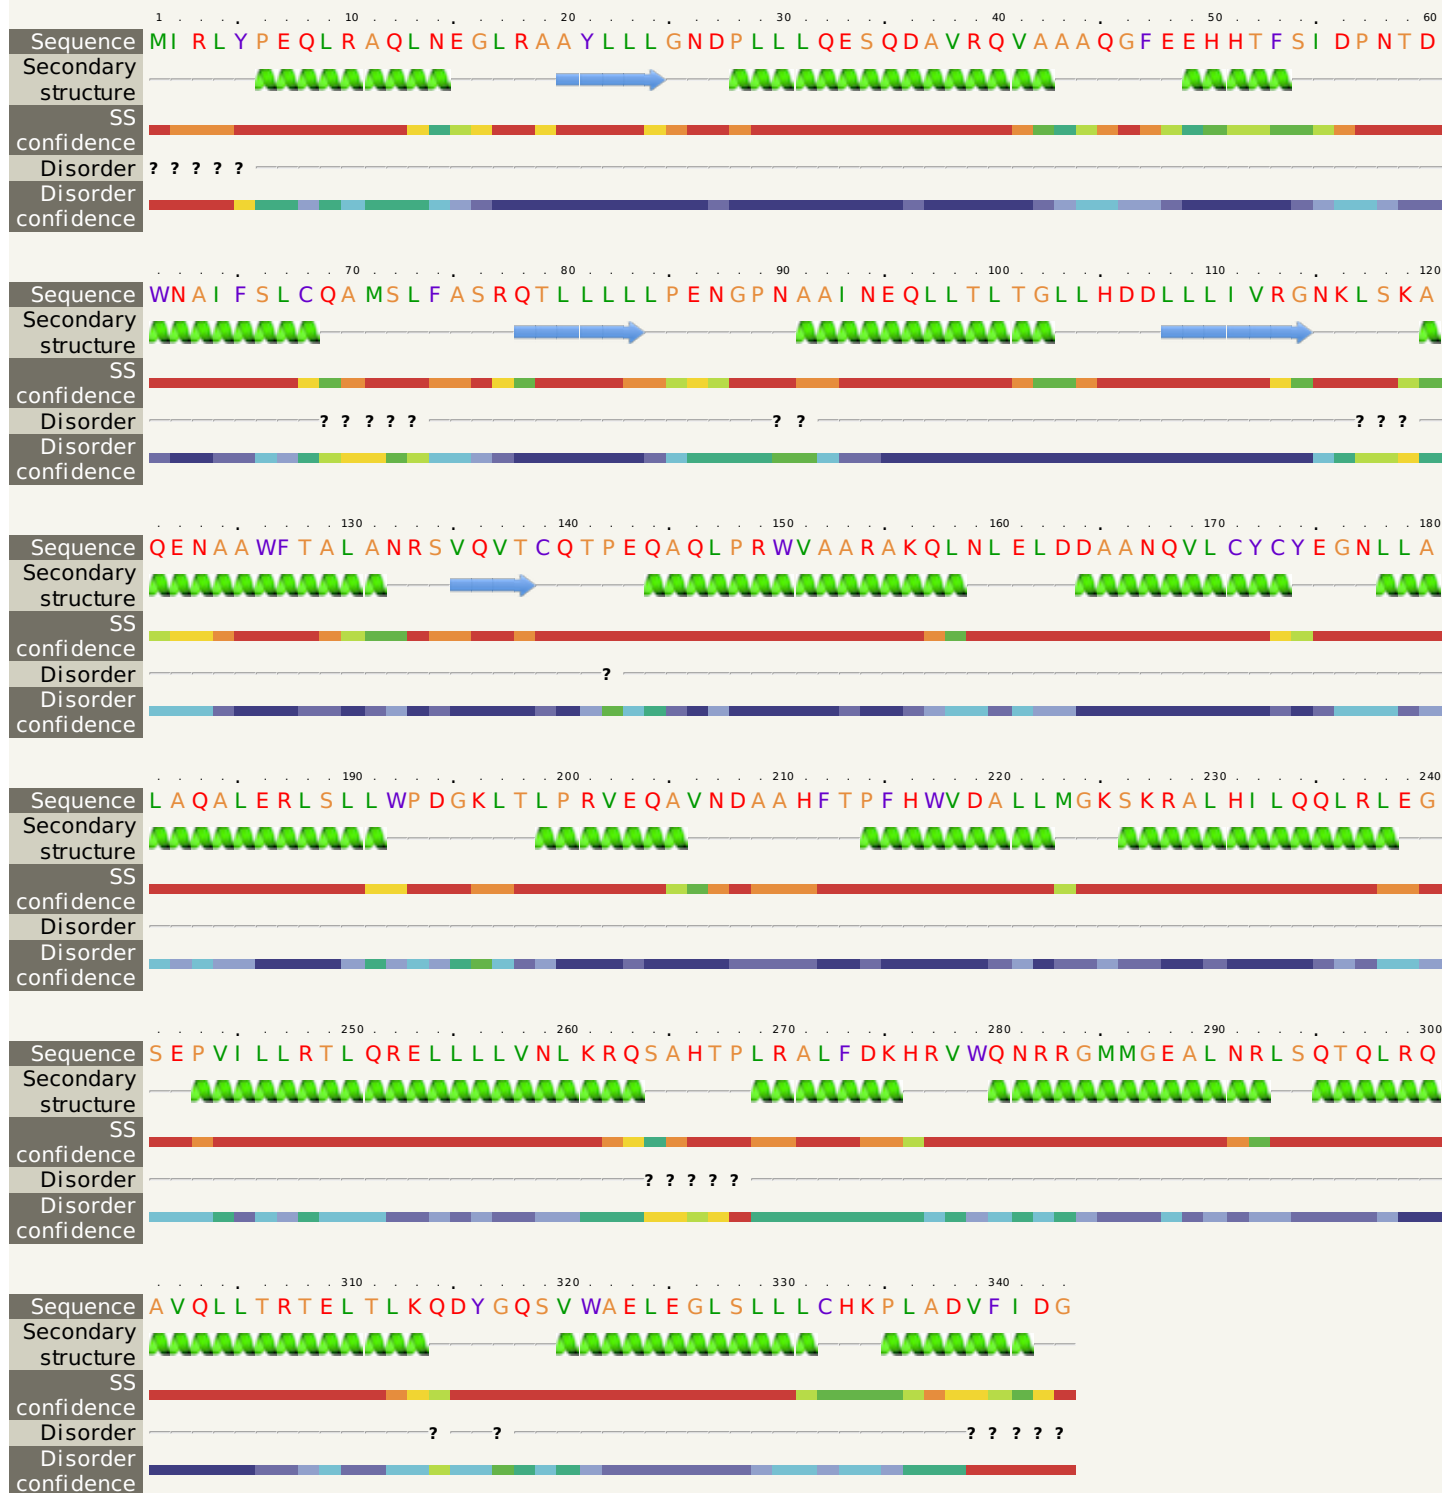 1 . . . . . . . . 10 . . . . . . . . . 20 . . . . . . . . . 30 . . . . . . . . . 40 . . . . . . . . . 50 . . . . . . . . . 60
Sequence MIRLYPEQLRAQLNEGLRAAYLLLGNDPLLLQESQDAVRQVAAAQGFEEHHTFSIDPNTD
Secondary
structure
SS
confidence
Disorder ? ? ? ? ?
Disorder
confidence
. . . . . . . . . 70 . . . . . . . . . 80 . . . . . . . . . 90 . . . . . . . . . 100 . . . . . . . . . 110 . . . . . . . . . 120
Sequence WNAIFSLCQAMSLFASRQTLLLLLPENGPNAAINEQLLTLTGLLHDDLLLIVRGNKLSKA
Secondary
structure
SS
confidence
Disorder ? ? ? ? ? ? ? ? ? ?
Disorder
confidence
. . . . . . . . . 130 . . . . . . . . . 140 . . . . . . . . . 150 . . . . . . . . . 160 . . . . . . . . . 170 . . . . . . . . . 180
Sequence QENAAWFTALANRSVQVTCQTPEQAQLPRWVAARAKQLNLELDDAANQVLCYCYEGNLLA
Secondary
structure
SS
confidence
Disorder ?
Disorder
confidence
. . . . . . . . . 190 . . . . . . . . . 200 . . . . . . . . . 210 . . . . . . . . . 220 . . . . . . . . . 230 . . . . . . . . . 240
Sequence LAQALERLSLLWPDGKLTLPRVEQAVNDAAHFTPFHWVDALLMGKSKRALHILQQLRLEG
Secondary
structure
SS
confidence
Disorder
Disorder
confidence
. . . . . . . . . 250 . . . . . . . . . 260 . . . . . . . . . 270 . . . . . . . . . 280 . . . . . . . . . 290 . . . . . . . . . 300
Sequence SEPVILLRTLQRELLLLVNLKRQSAHTPLRALFDKHRVWQNRRGMMGEALNRLSQTQLRQ
Secondary
structure
SS
confidence
Disorder ? ? ? ? ?
Disorder
confidence
. . . . . . . . . 310 . . . . . . . . . 320 . . . . . . . . . 330 . . . . . . . . . 340 . . .
Sequence AVQLLTRTELTLKQDYGQSVWAELEGLSLLLCHKPLADVFIDG
Secondary
structure
SS
confidence
Disorder ? ? ? ? ? ? ?
Disorder
confidence